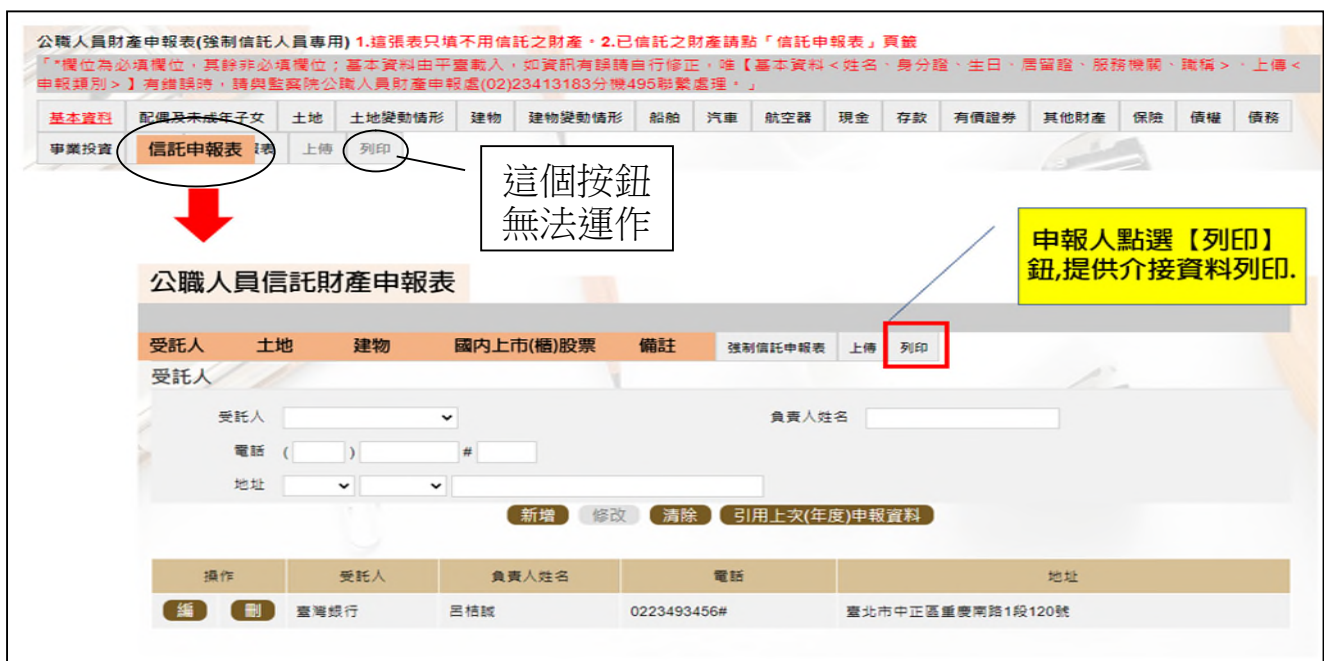 公職人員財產申報表(強制信託人員專用) 1.這張表只填不用信託之財產。2.已信託之財產請點「信託申報表」頁籤
「*欄位為必填欄位，其餘非必填欄位；基本資料由平臺載入，如資訊有誤請自行修正，唯【基本資料<姓名、身分證、生日、居留證、服務機關、職稱>、上傳<
申報類別>】有錯誤時，請與監察院公職人員財產申報處(02)23413183分機495聯繫處理。」
基本資料 配偶及未成年子女 土地 土地變動情形 建物 建物變動情形 船舶 汽車 航空器 現金 存款 有價證券 其他財產 保險 債權 債務
事業投資 信託申報表 表 上傳 列印
這個按鈕
無法運作
申報人點選【列印】
鈕,提供介接資料列印.
公職人員信託財產申報表
受託人 土地 建物 國內上市(櫃)股票 備註 強制信託申報表 上傳 列印
受託人
受託人 負責人姓名
電話 ( ) #
地址
新增 修改 清除 引用上次(年度)申報資料
操作 受託人 負責人姓名 電話 地址
編 刪 臺灣銀行 呂桔誠 0223493456# 臺北市中正區重慶南路1段120號